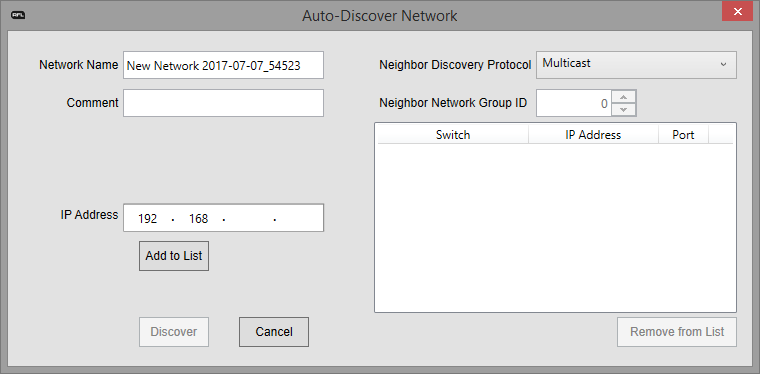 AFL
Auto-Discover Network
Network Name
New Network 2017-07-07_54523
Comment
IP Address
192 . 168 . .
Add to List
Discover
Cancel
Neighbor Discovery Protocol
Multicast
Neighbor Network Group ID
0
Switch
IP Address
Port
Remove from List